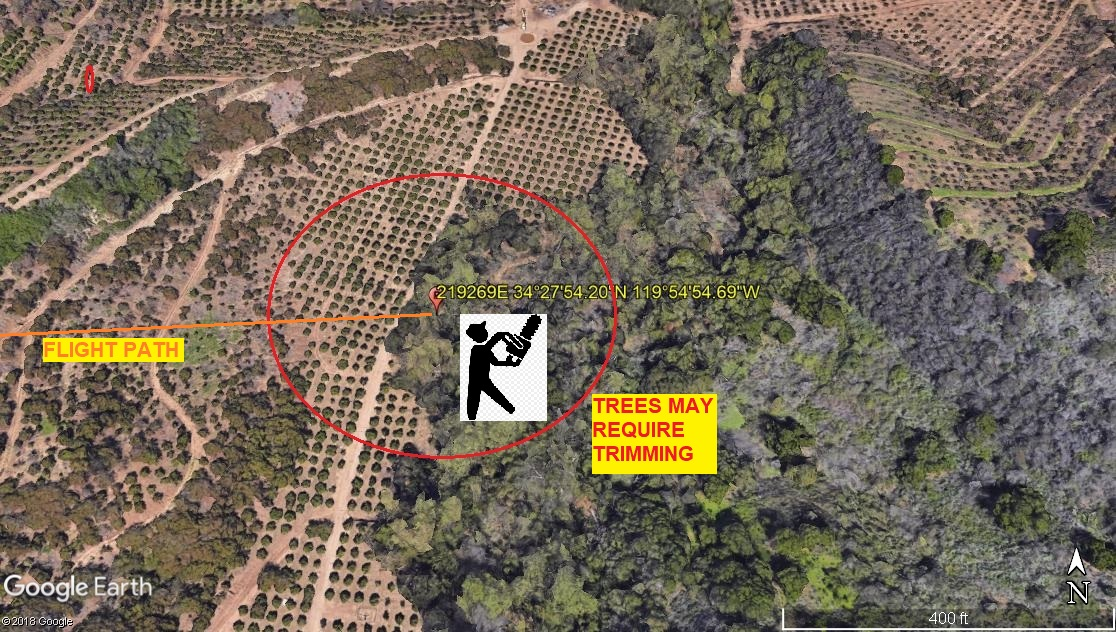 219269E 34°27'54.20"N 119°54'54.69"W
FLIGHT PATH
TREES MAY
REQUIRE
TRIMMING
Google Earth
©2018 Google
N
400 ft